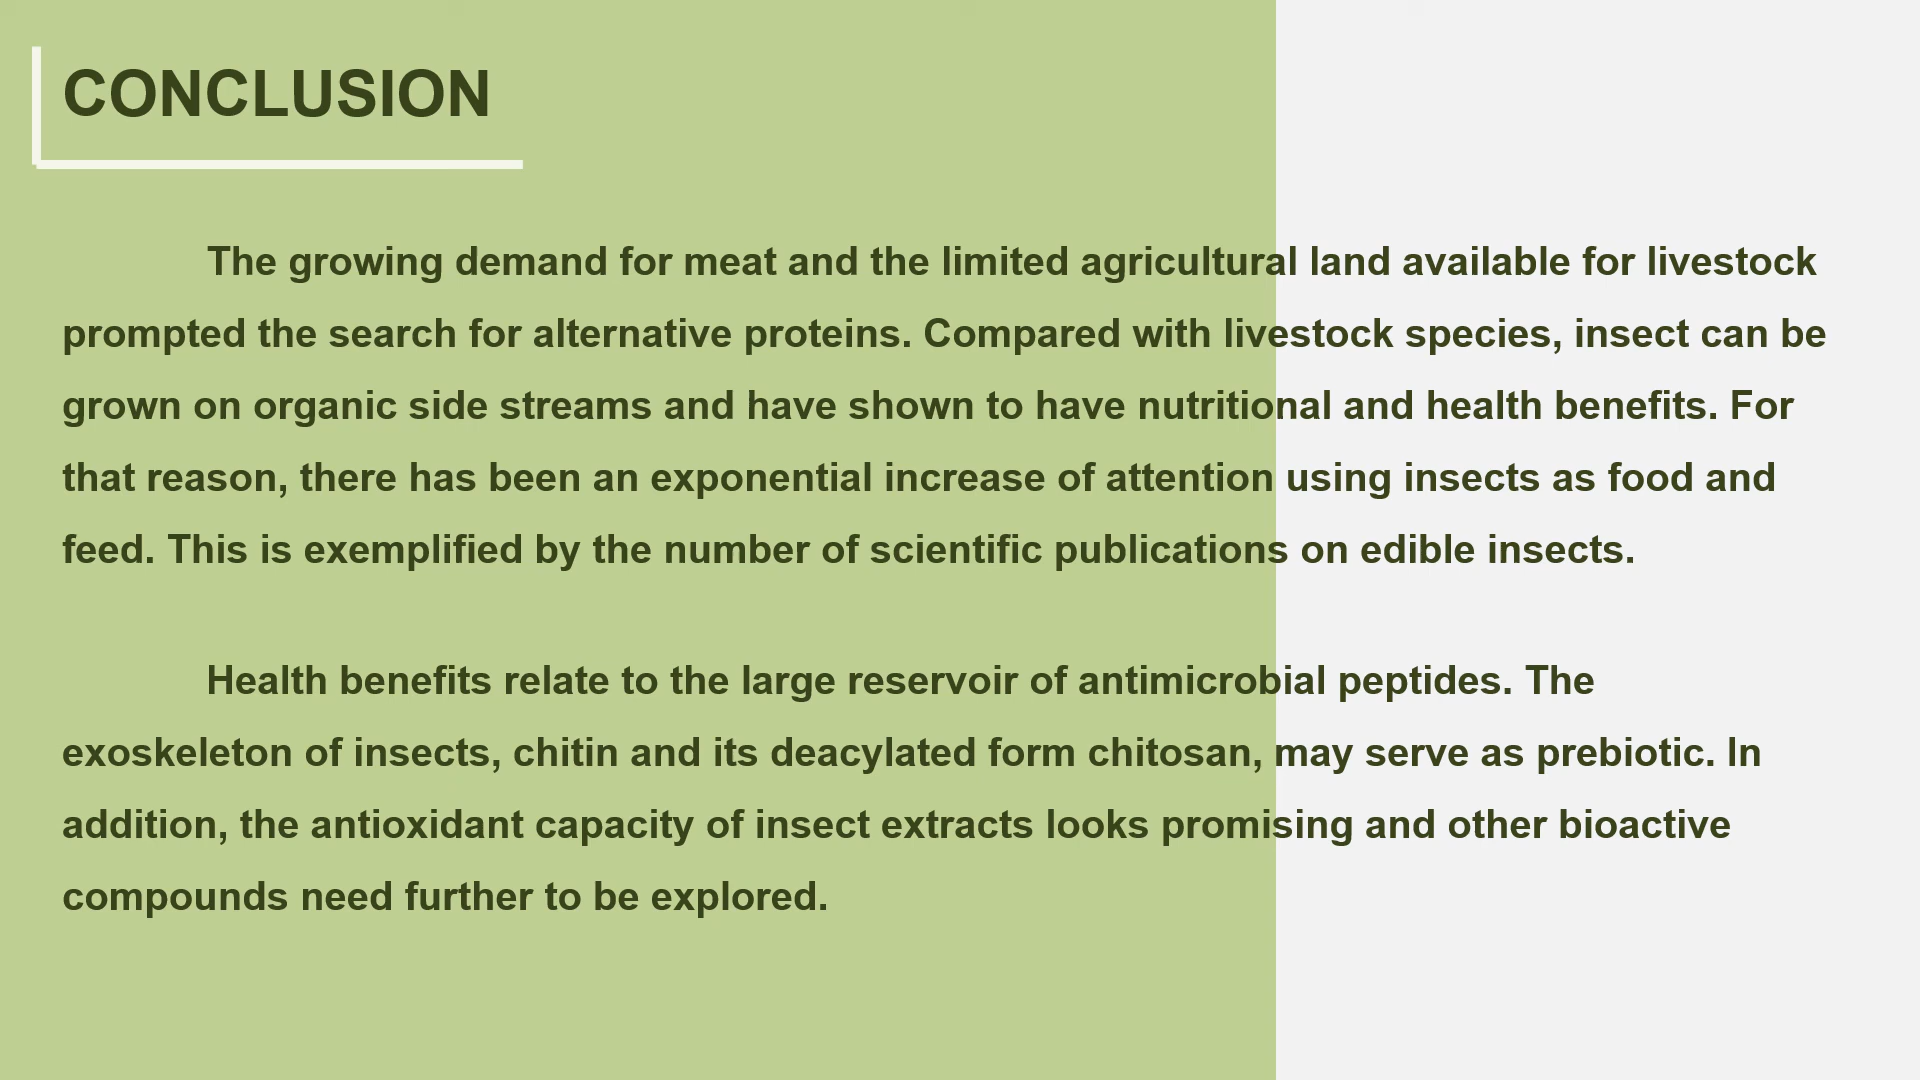 CONCLUSION
The growing demand for meat and the limited agricultural land available for livestock
prompted the search for alternative proteins. Compared with livestock species, insect can be
grown on organic side streams and have shown to have nutritional and health benefits. For
that reason, there has been an exponential increase of attention using insects as food and
feed. This is exemplified by the number of scientific publications on edible insects.
Health benefits relate to the large reservoir of antimicrobial peptides. The
exoskeleton of insects, chitin and its deacylated form chitosan, may serve as prebiotic. In
addition, the antioxidant capacity of insect extracts looks promising and other bioactive
compounds need further to be explored.